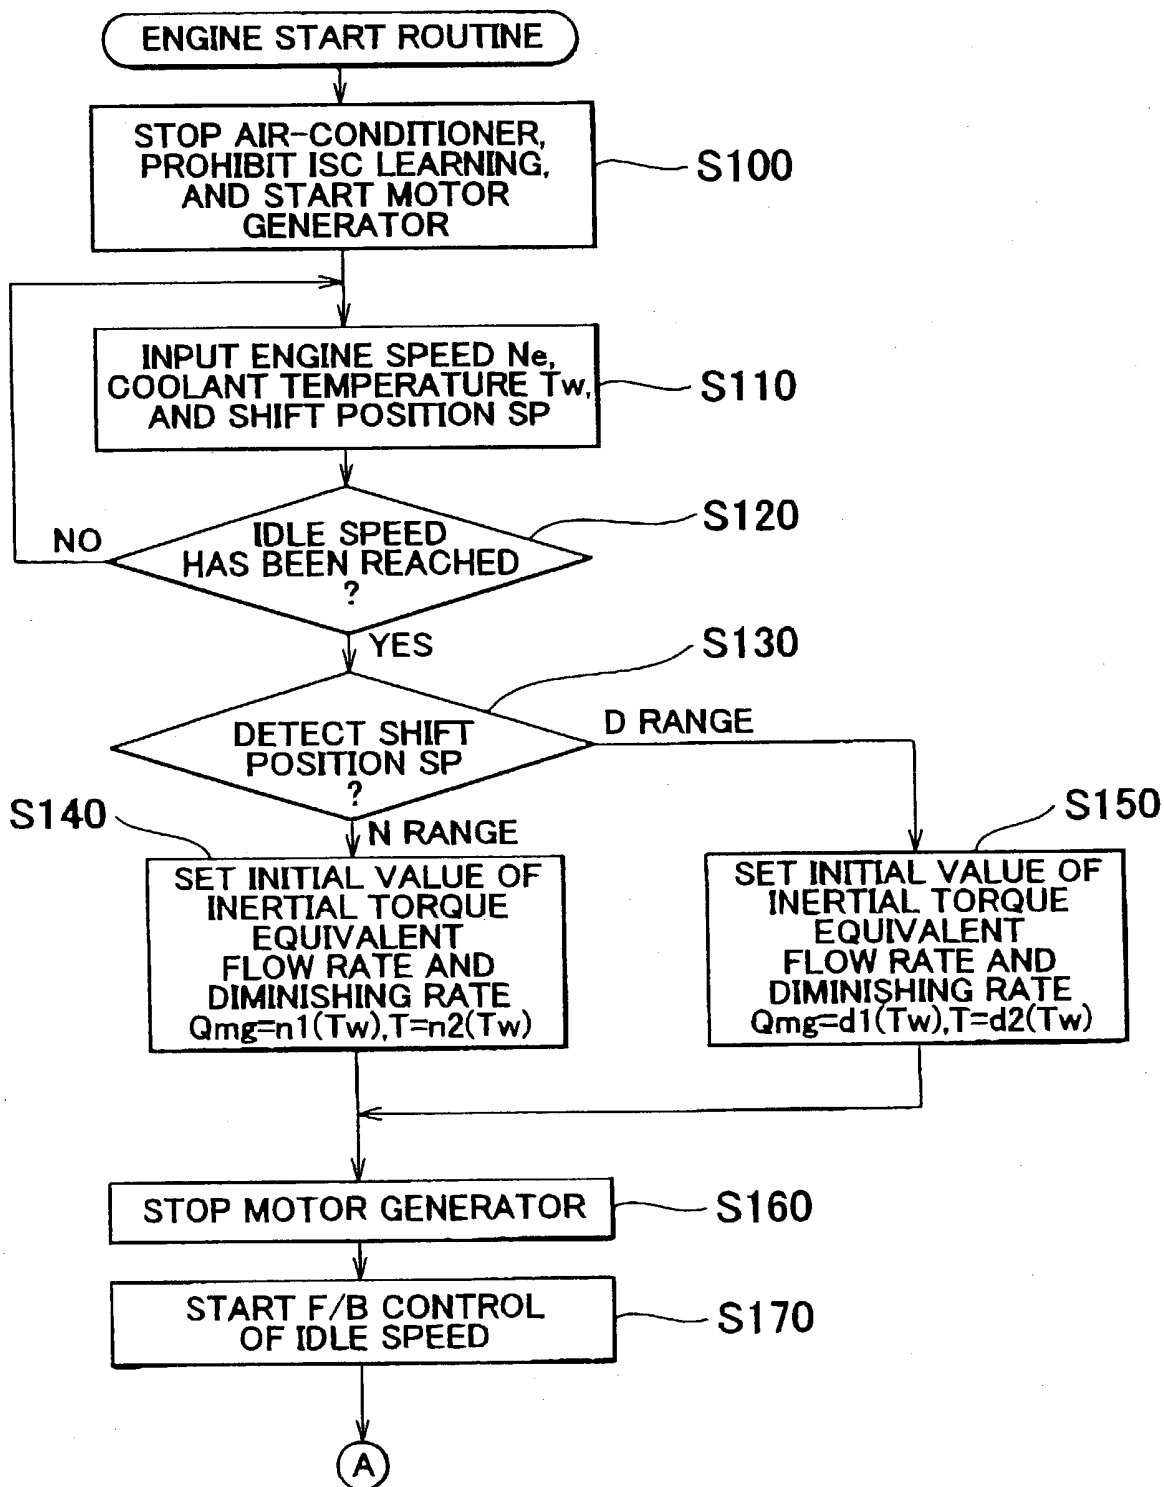 ENGINE START ROUTINE
STOP AIR-CONDITIONER,
PROHIBIT ISC LEARNING,
AND START MOTOR
GENERATOR
S100
INPUT ENGINE SPEED Ne,
COOLANT TEMPERATURE Tw,
AND SHIFT POSITION SP
S110
IDLE SPEED
HAS BEEN REACHED
?
S120
NO
YES
S130
DETECT SHIFT
POSITION SP
?
D RANGE
N RANGE
S140
SET INITIAL VALUE OF
INERTIAL TORQUE
EQUIVALENT
FLOW RATE AND
DIMINISHING RATE
Qmg=n1(Tw),T=n2(Tw)
S150
SET INITIAL VALUE OF
INERTIAL TORQUE
EQUIVALENT
FLOW RATE AND
DIMINISHING RATE
Qmg=d1(Tw),T=d2(Tw)
STOP MOTOR GENERATOR
S160
START F/B CONTROL
OF IDLE SPEED
S170
A